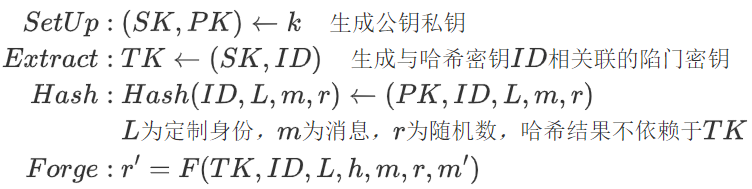 SetUp : (SK, PK) ← k 生成公钥私钥
Extract : TK ← (SK, ID) 生成与哈希密钥ID相关联的陷门密钥
Hash : Hash(ID, L, m, r) ← (PK, ID, L, m, r)
L为定制身份，m为消息，r为随机数，哈希结果不依赖于TK
Forge : r′ = F(TK, ID, L, h, m, r, m′)